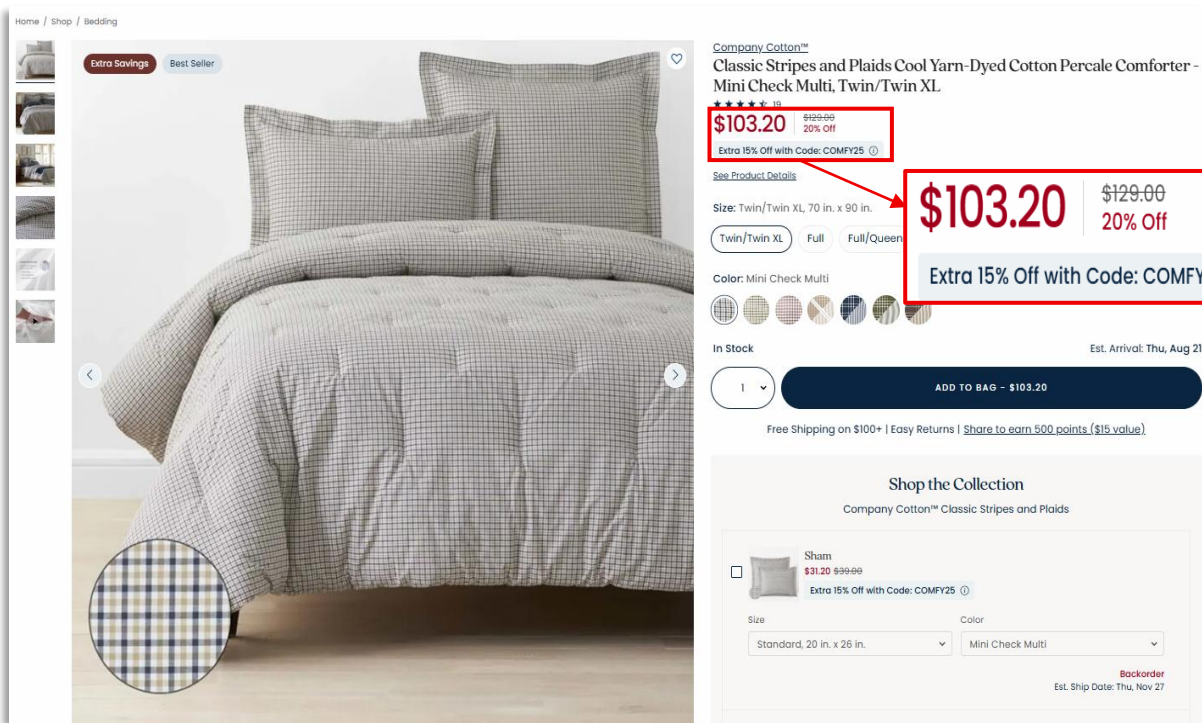 Home / Shop / Bedding
Extra Savings
Best Seller
Company Cotton™
Classic Stripes and Plaids Cool Yarn-Dyed Cotton Percale Comforter -
Mini Check Multi, Twin/Twin XL
19
$103.20 $129.00
20% Off
Extra 15% Off with Code: COMFY25
See Product Details
$103.20 $129.00
20% Off
Extra 15% Off with Code: COMFY
Size: Twin/Twin XL, 70 in. x 90 in.
Twin/Twin XL Full Full/Queen
Color: Mini Check Multi
In Stock Est. Arrival: Thu, Aug 21
1 ADD TO BAG - $103.20
Free Shipping on $100+ | Easy Returns | Share to earn 500 points ($15 value)
Shop the Collection
Company Cotton™ Classic Stripes and Plaids
Sham
$31.20 $39.00
Extra 15% Off with Code: COMFY25
Size Color
Standard, 20 in. x 26 in. Mini Check Multi
Backorder
Est. Ship Date: Thu, Nov 27